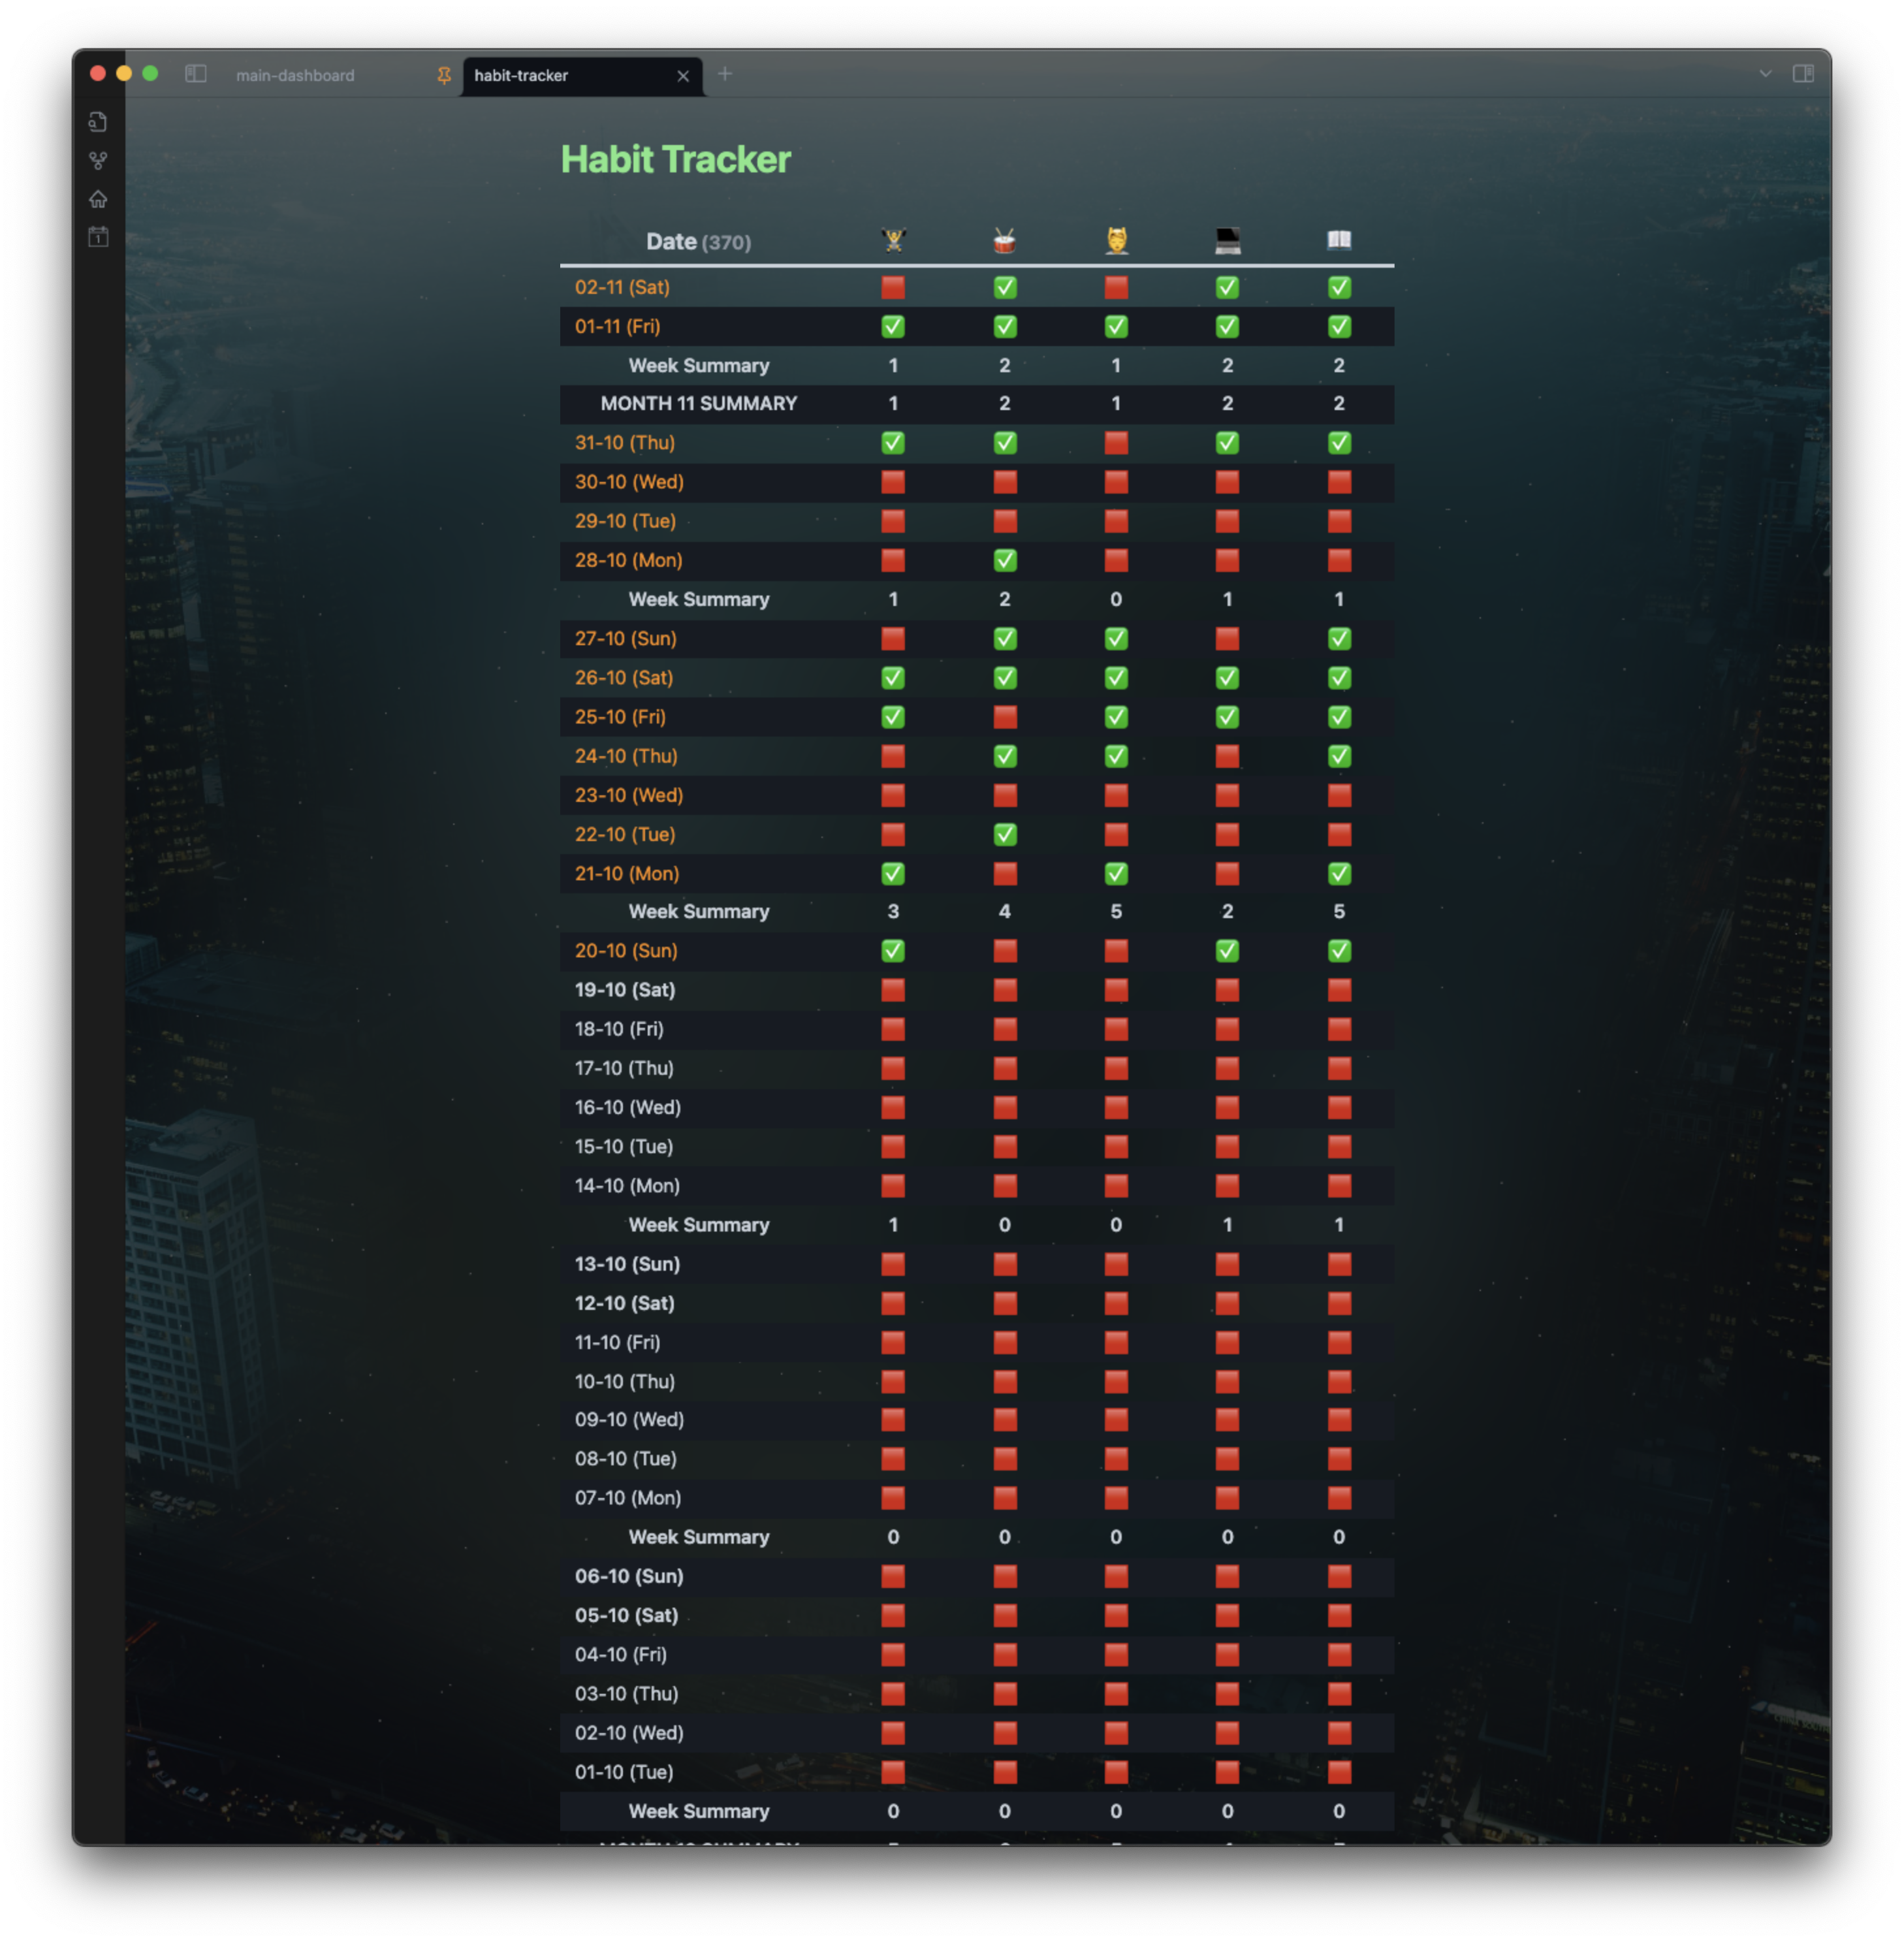 main-dashboard
habit-tracker
Habit Tracker
Date (370)
02-11 (Sat)
01-11 (Fri)
Week Summary 1 2 1 2 2
MONTH 11 SUMMARY 1 2 1 2 2
31-10 (Thu)
30-10 (Wed)
29-10 (Tue)
28-10 (Mon)
Week Summary 1 2 0 1 1
27-10 (Sun)
26-10 (Sat)
25-10 (Fri)
24-10 (Thu)
23-10 (Wed)
22-10 (Tue)
21-10 (Mon)
Week Summary 3 4 5 2 5
20-10 (Sun)
19-10 (Sat)
18-10 (Fri)
17-10 (Thu)
16-10 (Wed)
15-10 (Tue)
14-10 (Mon)
Week Summary 1 0 0 1 1
13-10 (Sun)
12-10 (Sat)
11-10 (Fri)
10-10 (Thu)
09-10 (Wed)
08-10 (Tue)
07-10 (Mon)
Week Summary 0 0 0 0 0
06-10 (Sun)
05-10 (Sat)
04-10 (Fri)
03-10 (Thu)
02-10 (Wed)
01-10 (Tue)
Week Summary 0 0 0 0 0